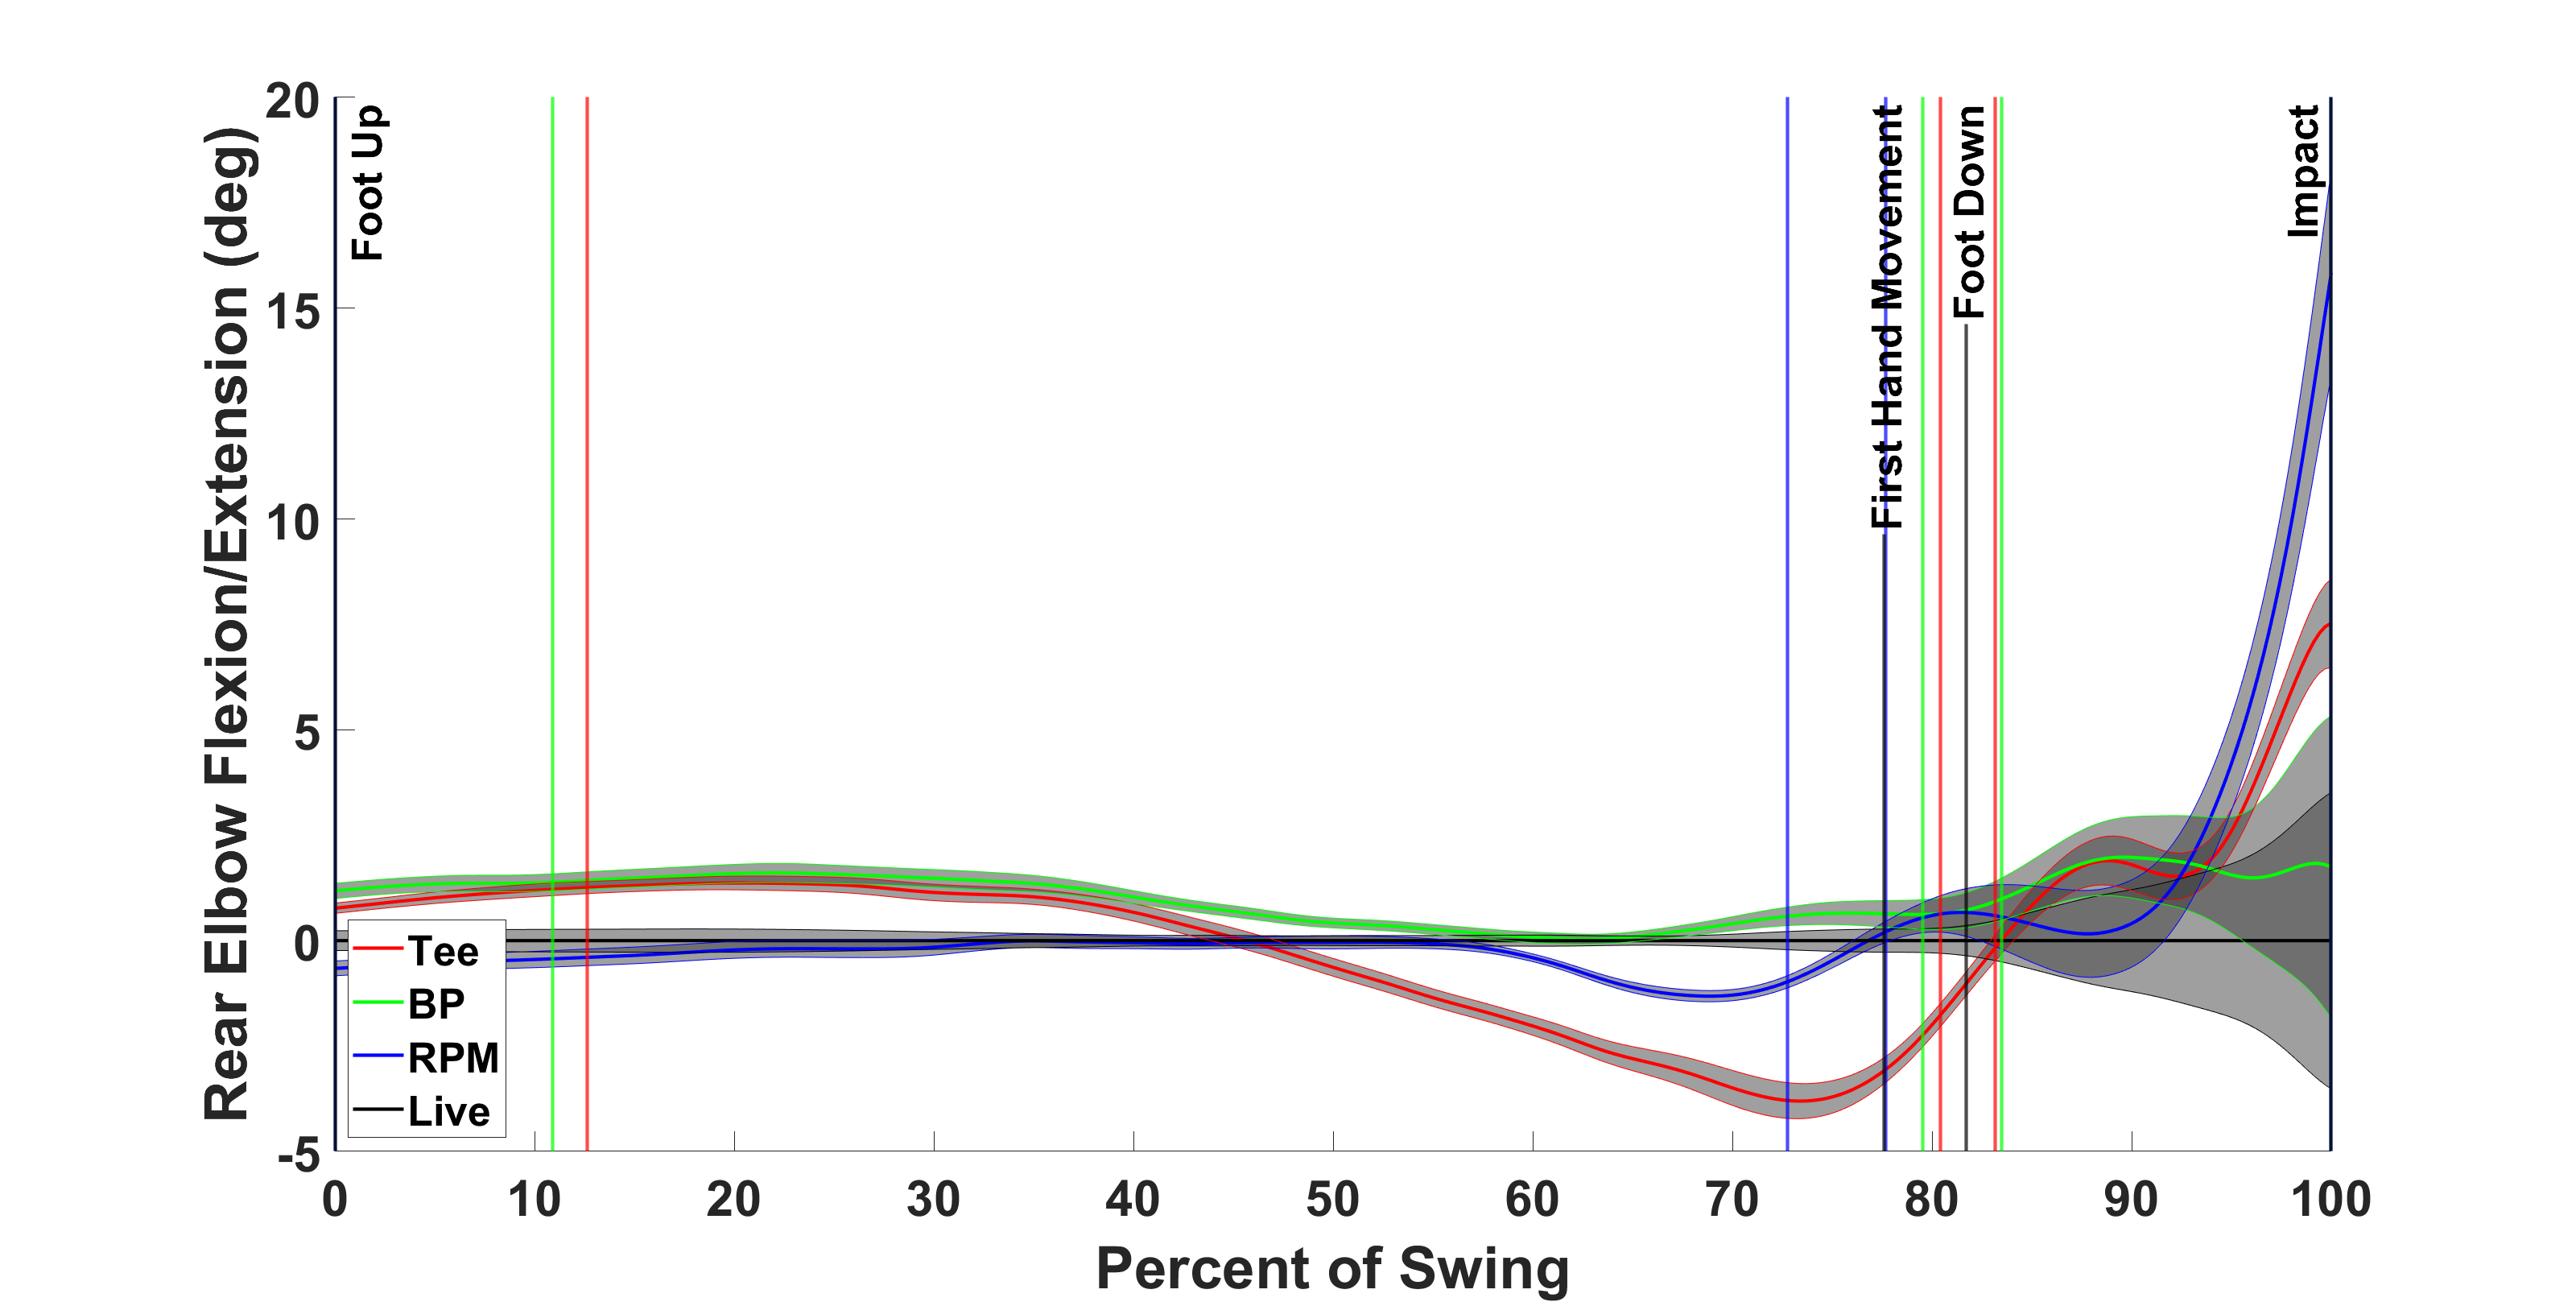 Rear Elbow Flexion/Extension (deg)
20
15
10
5
0
-5
Foot Up
First Hand Movement
Foot Down
Impact
Tee
BP
RPM
Live
0 10 20 30 40 50 60 70 80 90 100
Percent of Swing